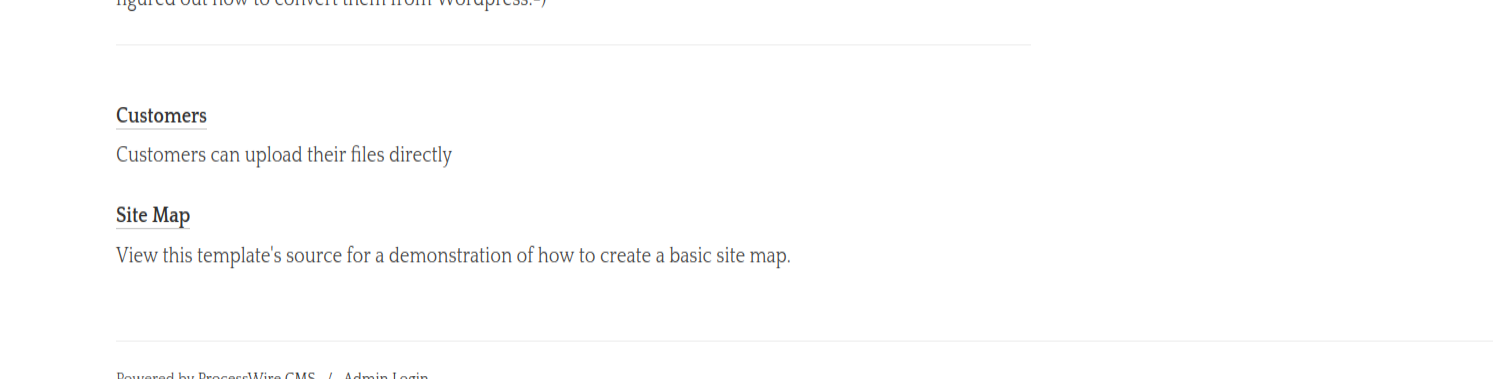 figured out how to convert them from Wordpress.-)
Customers
Customers can upload their files directly
Site Map
View this template's source for a demonstration of how to create a basic site map.
Powered by ProcessWire CMS / Admin Login